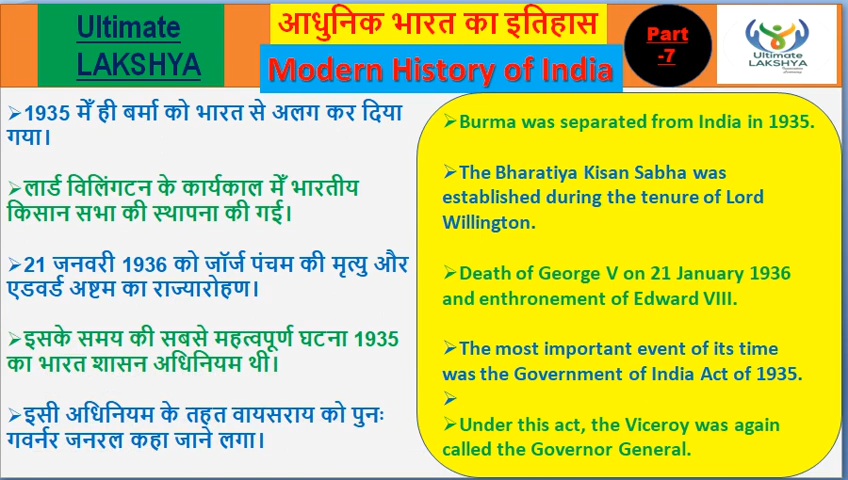 Ultimate
LAKSHYA
आधुनिक भारत का इतिहास
Modern History of India
Part
-7
Ultimate
LAKSHYA
➢1935 में ही बर्मा को भारत से अलग कर दिया
गया।
➢लार्ड विलिंगटन के कार्यकाल में भारतीय
किसान सभा की स्थापना की गई।
➢21 जनवरी 1936 को जॉर्ज पंचम की मृत्यु और
एडवर्ड अष्टम का राज्यारोहण।
➢इसके समय की सबसे महत्वपूर्ण घटना 1935
का भारत शासन अधिनियम थी।
➢इसी अधिनियम के तहत वायसराय को पुनः
गवर्नर जनरल कहा जाने लगा।
➢Burma was separated from India in 1935.
➢The Bharatiya Kisan Sabha was
established during the tenure of Lord
Willington.
➢Death of George V on 21 January 1936
and enthronement of Edward VIII.
➢The most important event of its time
was the Government of India Act of 1935.
➢
➢Under this act, the Viceroy was again
called the Governor General.